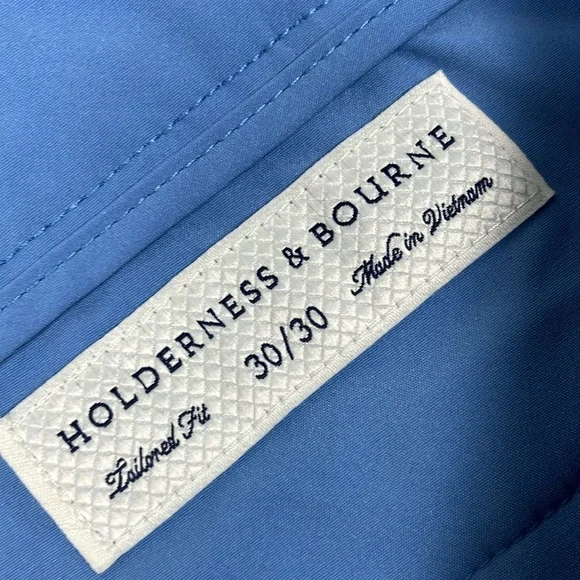 HOLDERNESS & BOURNE
Tailored Fit 30/30 Made in Vietnam